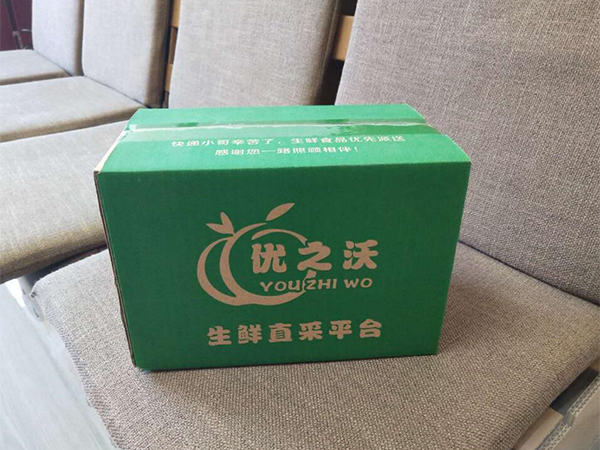 快递小哥辛苦了,生鲜食品优先派送
感谢您一路照顾相伴!
优之沃
YOU ZHI WO
生鲜直采平台